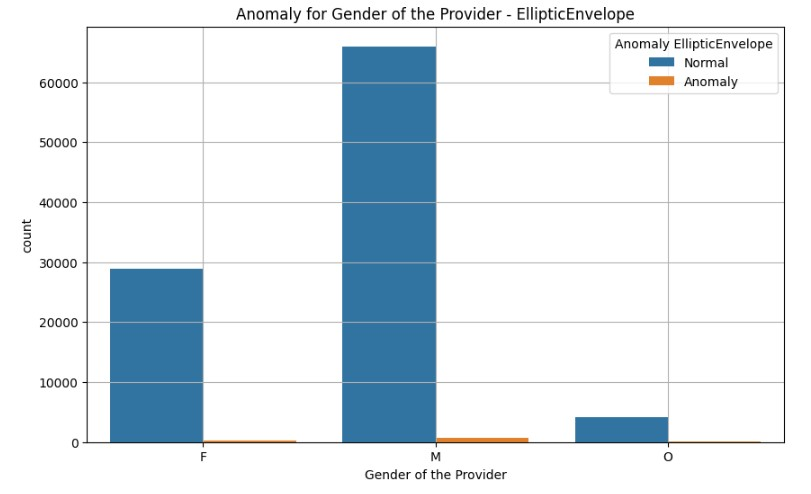 Anomaly for Gender of the Provider - EllipticEnvelope
Anomaly EllipticEnvelope
Normal
Anomaly
60000
50000
40000
30000
20000
10000
0
count
F
M
O
Gender of the Provider